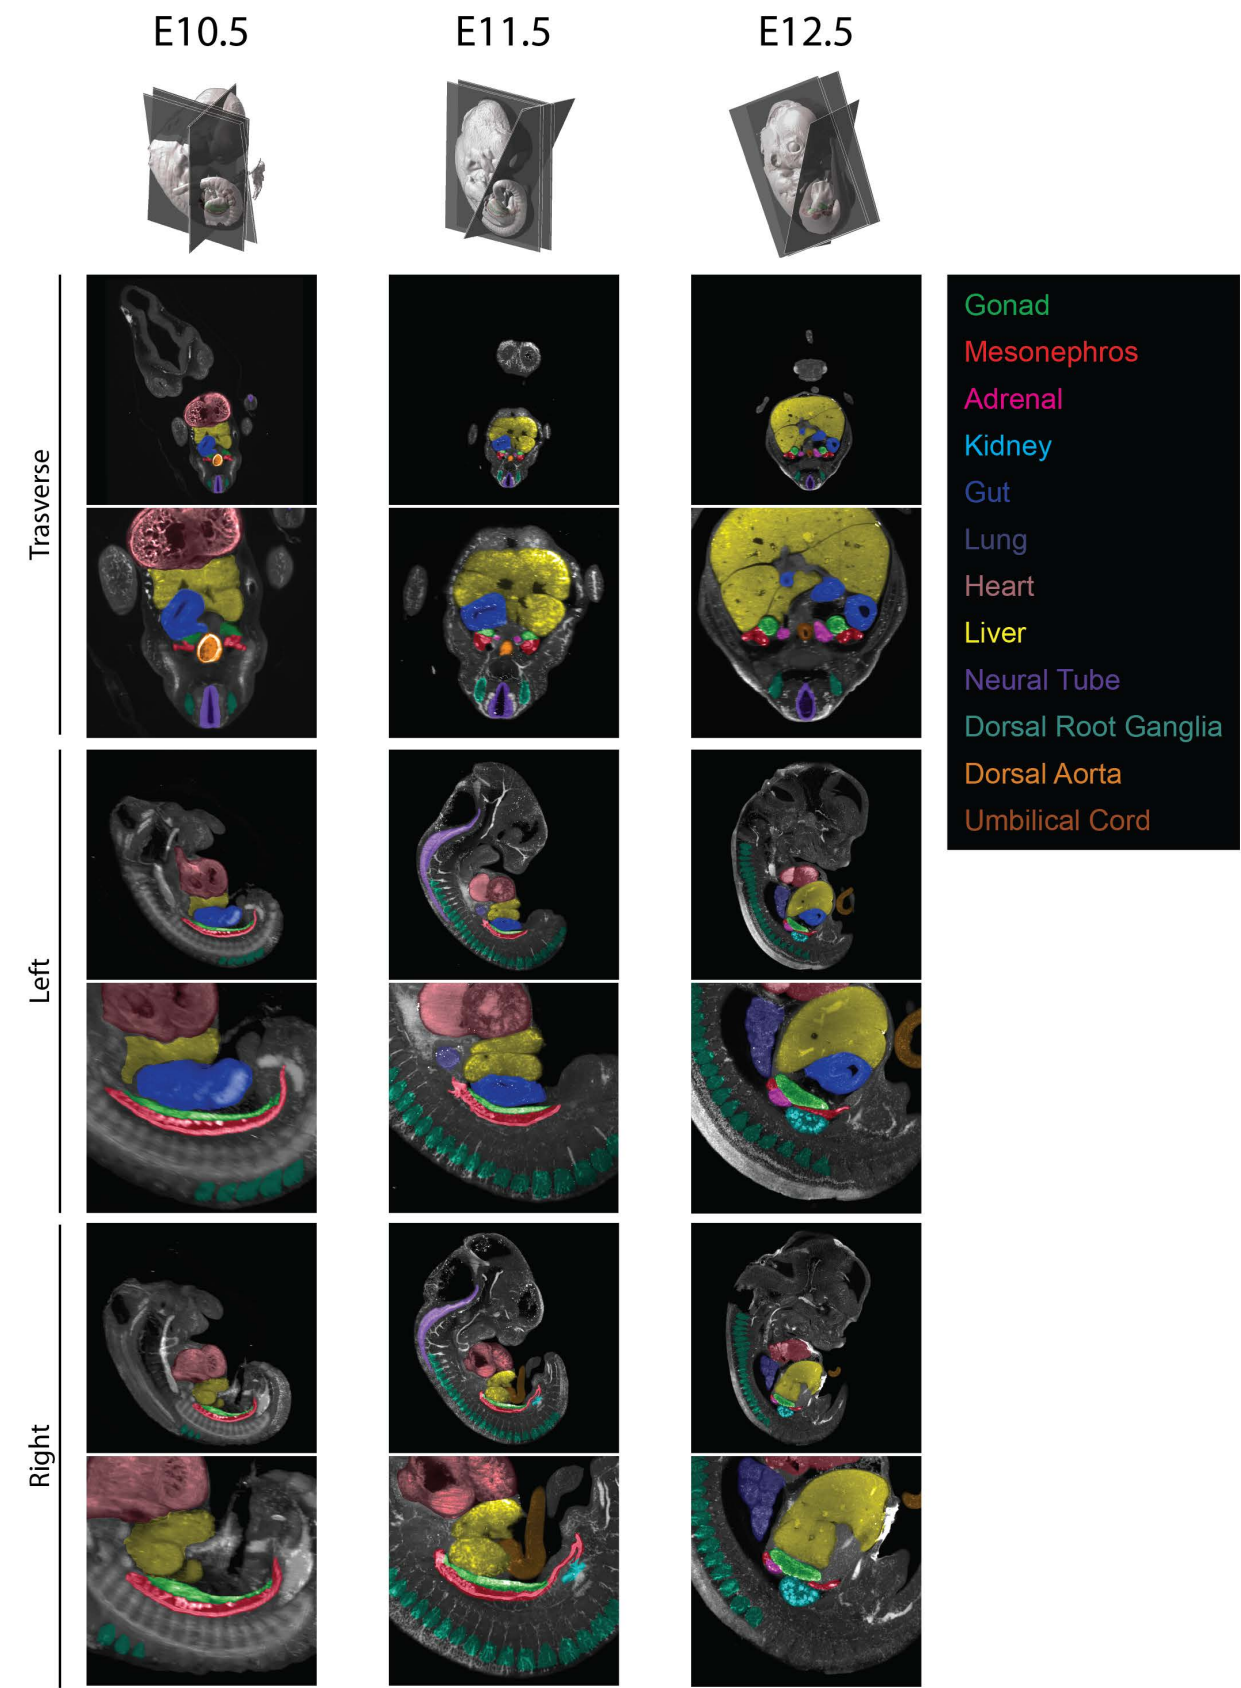 E10.5 E11.5 E12.5
Trasverse
Gonad
Mesonephros
Adrenal
Kidney
Gut
Lung
Heart
Liver
Neural Tube
Dorsal Root Ganglia
Dorsal Aorta
Umbilical Cord
Left
Right